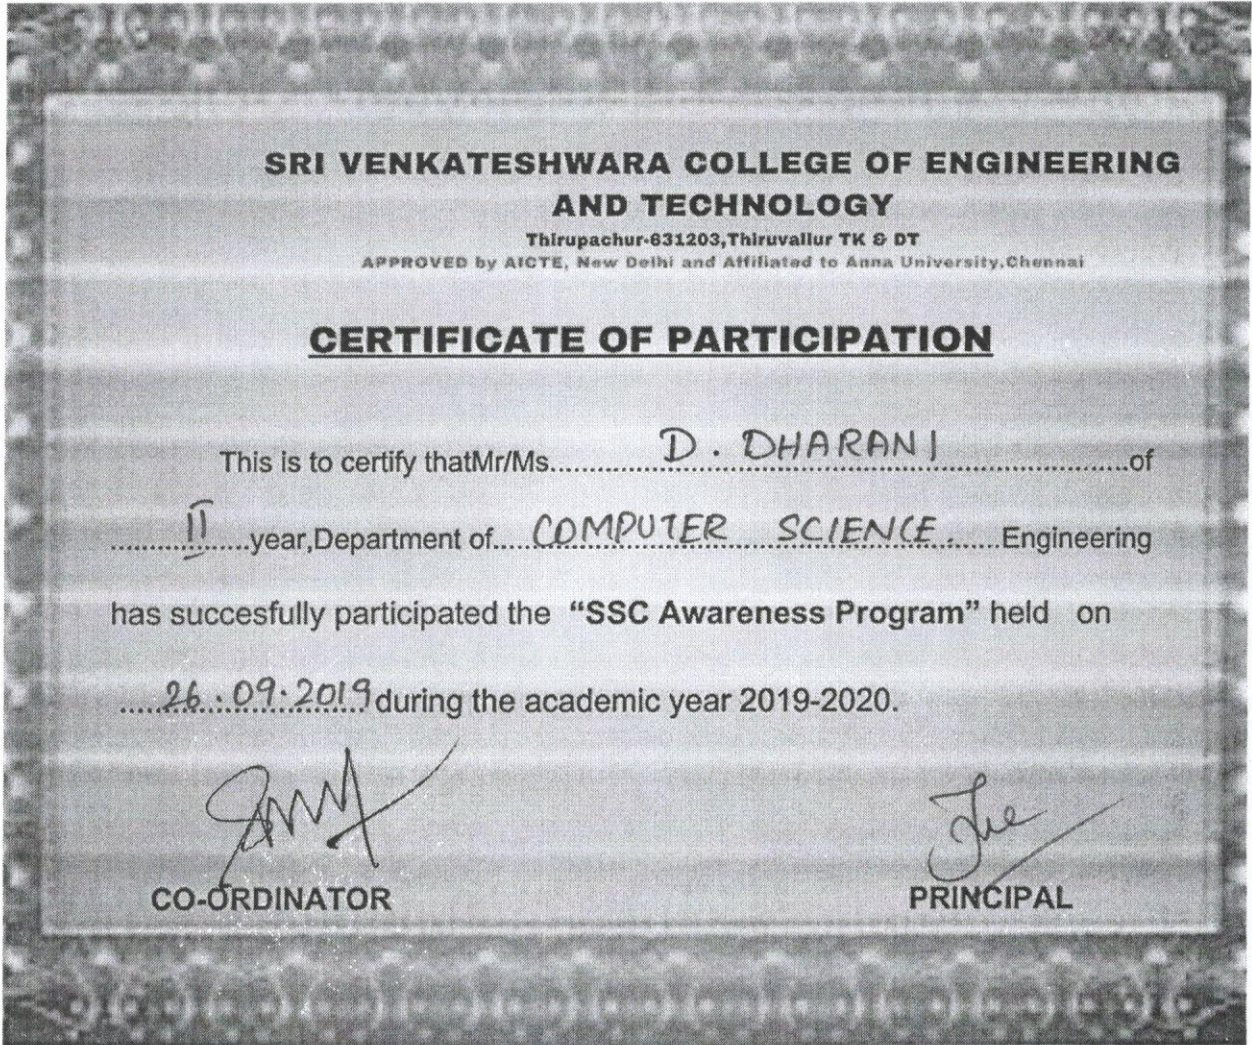 SRI VENKATESHWARA COLLEGE OF ENGINEERING
AND TECHNOLOGY
Thirupachur-631203,Thiruvallur TK & DT
APPROVED by AICTE, New Delhi and Affiliated to Anna University,Chennai
CERTIFICATE OF PARTICIPATION
This is to certify thatMr/Ms..........D. DHARANI..........of
..........II......year,Department of.....COMPUTER SCIENCE.......Engineering
has succesfully participated the “SSC Awareness Program” held on
......26.09.2019 during the academic year 2019-2020.
CO-ORDINATOR
PRINCIPAL